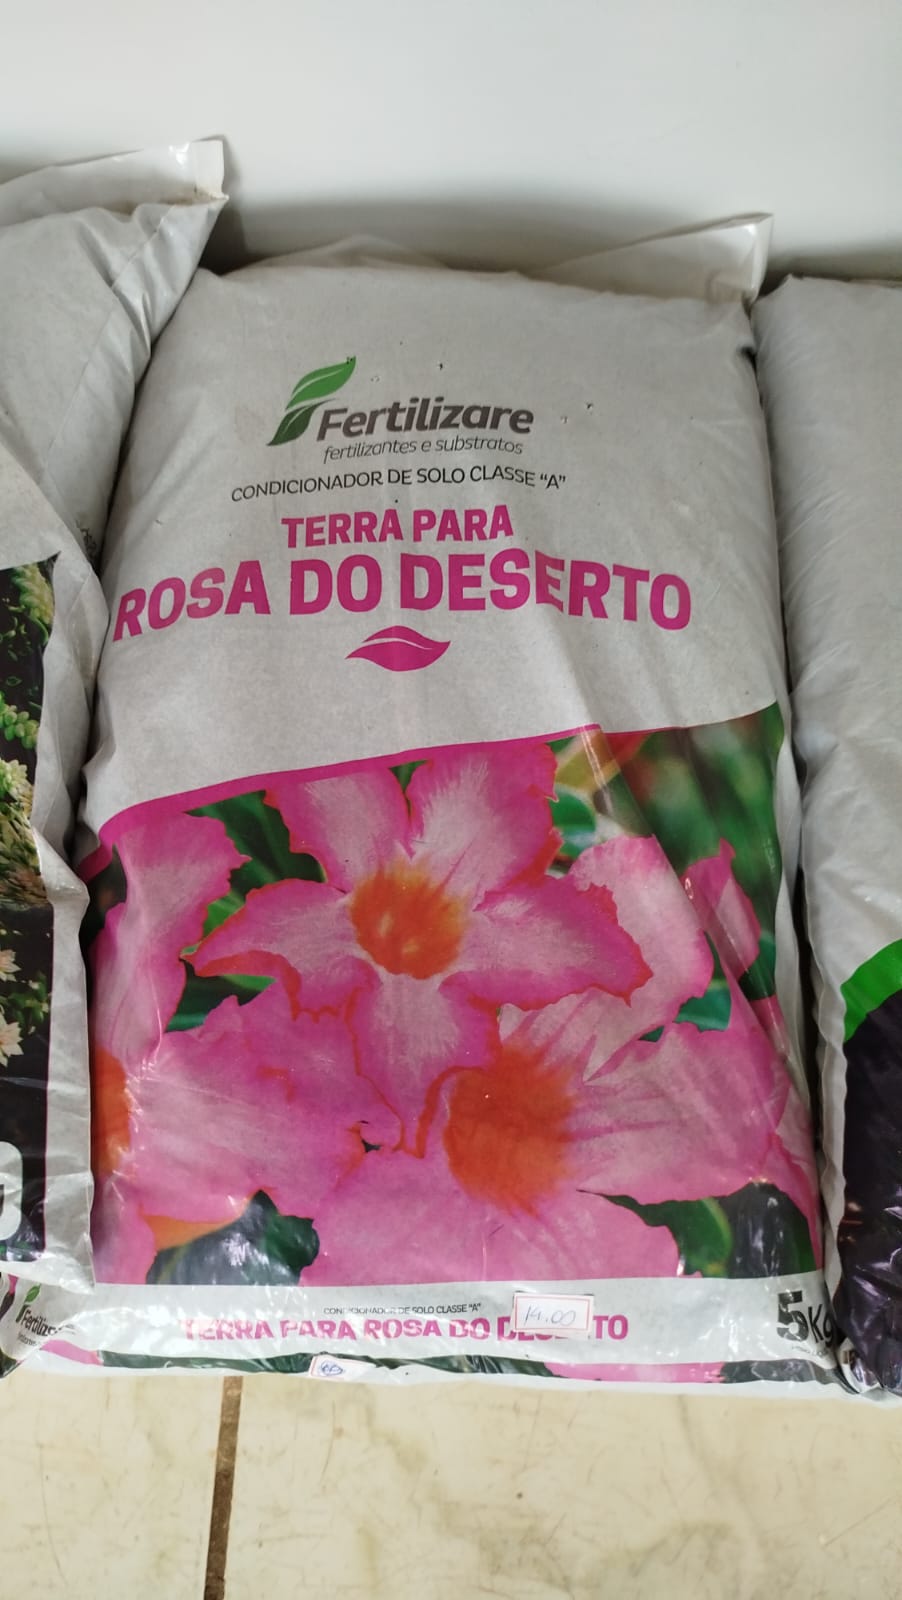 Fertilizare
fertilizantes e substratos
CONDICIONADOR DE SOLO CLASSE "A"
TERRA PARA
ROSA DO DESERTO
CONDICIONADOR DE SOLO CLASSE "A"
14.00
TERRA PARA ROSA DO DESERTO
5Kg